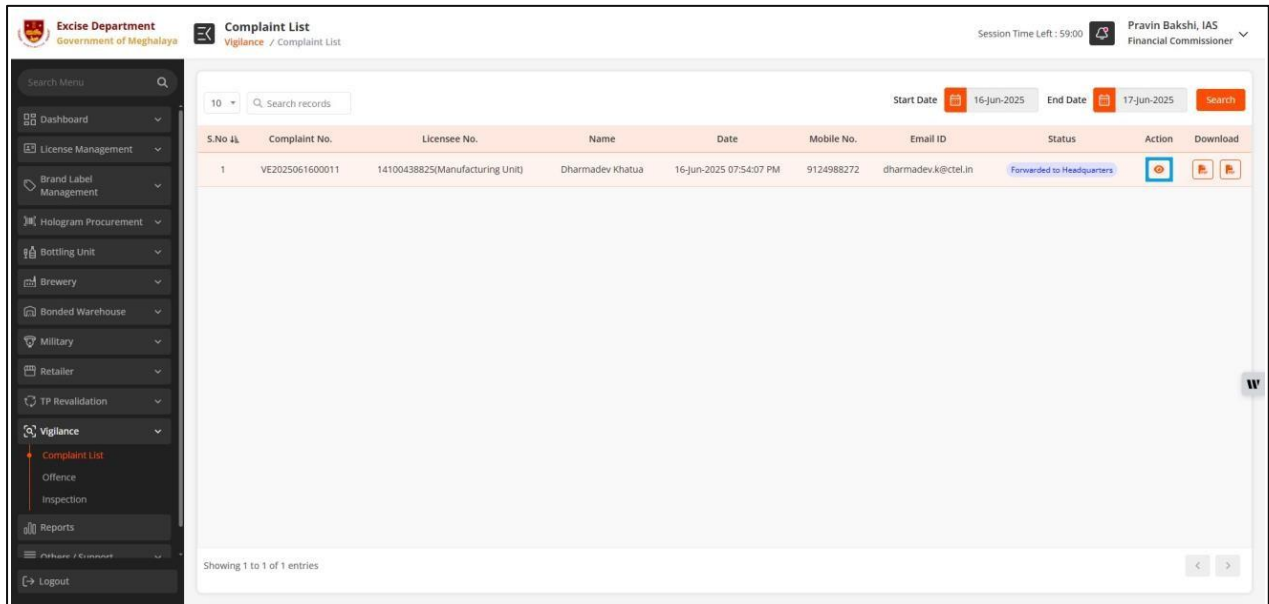 Excise Department
Government of Meghalaya
Complaint List
Vigilance / Complaint List
Session Time Left : 59:00
Pravin Bakshi, IAS
Financial Commissioner
Search Menu
Dashboard
License Management
Brand Label
Management
Hologram Procurement
Bottling Unit
Brewery
Bonded Warehouse
Military
Retailer
TP Revalidation
Vigilance
Complaint List
Offence
Inspection
Reports
Others / Support
Logout
10 Search records Start Date 16-Jun-2025 End Date 17-Jun-2025 Search
S.No Complaint No. Licensee No. Name Date Mobile No. Email ID Status Action Download
1 VE2025061600011 14100438825(Manufacturing Unit) Dharmadev Khatua 16-Jun-2025 07:54:07 PM 9124988272 dharmadev.k@ctel.in Forwarded to Headquarters
W
Showing 1 to 1 of 1 entries